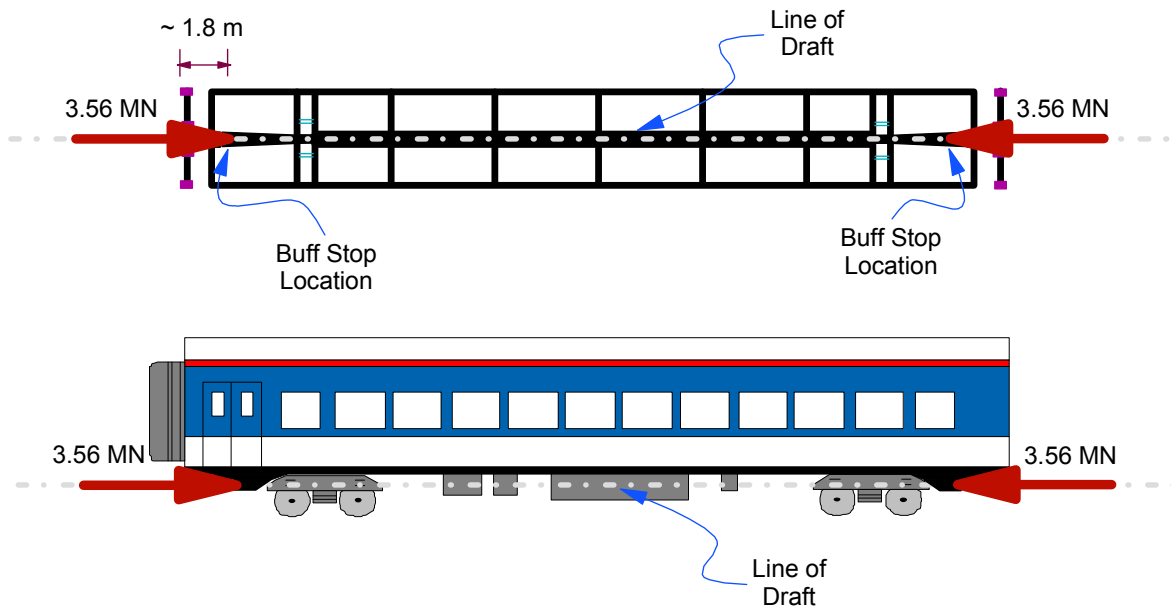 ~ 1.8 m
Line of
Draft
3.56 MN
3.56 MN
Buff Stop
Location
Buff Stop
Location
3.56 MN
3.56 MN
Line of
Draft